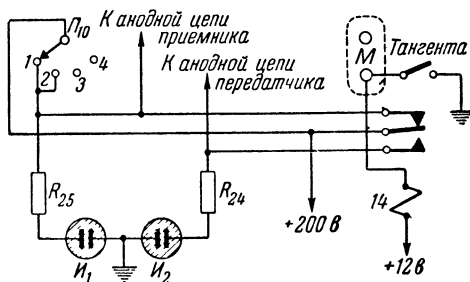 К анодной цепи
приемника
К анодной цепи
передатчика
П10
1
2
3
4
М
Тангента
R25
R24
И1
И2
+200 в
14
+12 в